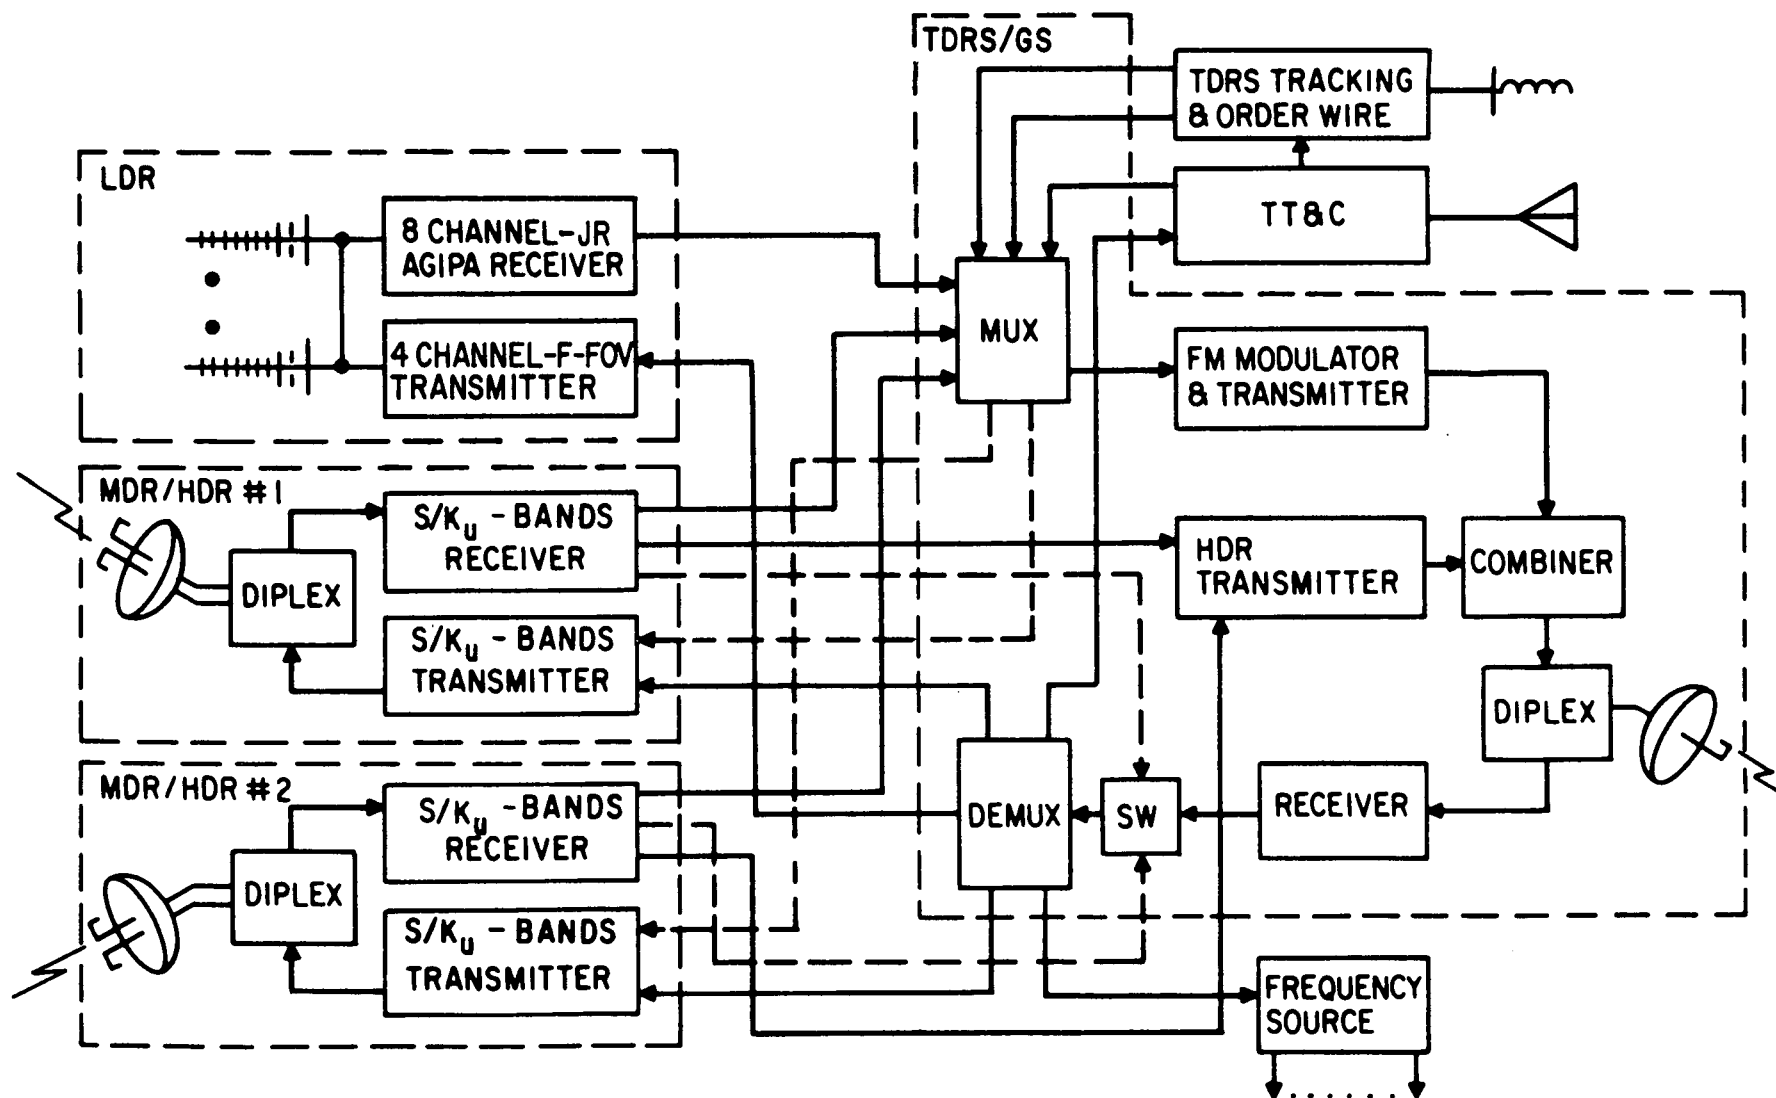 TDRS/GS
TDRS TRACKING
& ORDER WIRE
LDR
8 CHANNEL-JR
AGIPA RECEIVER
TT&C
4 CHANNEL-F-FOV
TRANSMITTER
MUX
FM MODULATOR
& TRANSMITTER
MDR/HDR #1
S/Ku - BANDS
RECEIVER
DIPLEX
S/Ku - BANDS
TRANSMITTER
HDR
TRANSMITTER
COMBINER
DIPLEX
MDR/HDR #2
S/Ku - BANDS
RECEIVER
DIPLEX
S/Ku - BANDS
TRANSMITTER
DEMUX
SW
RECEIVER
FREQUENCY
SOURCE